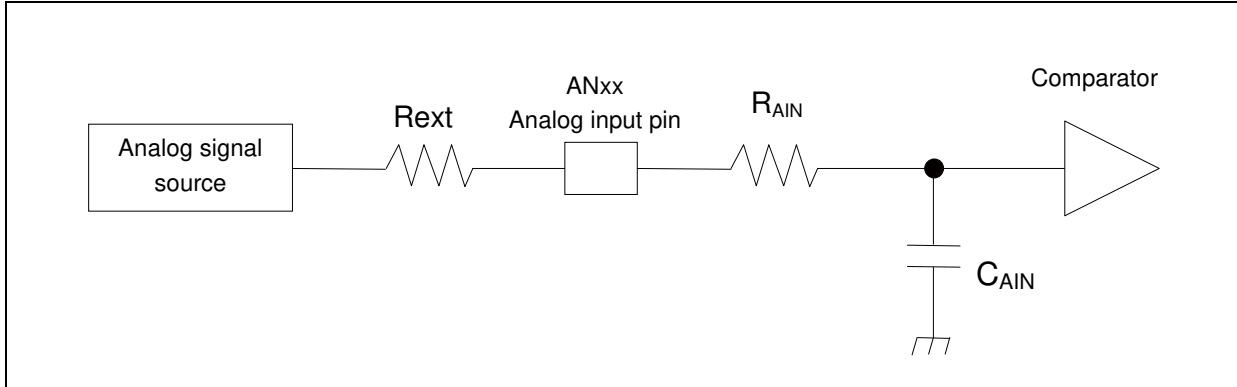 Analog signal
source
Rext
ANxx
Analog input pin
RAIN
Comparator
CAIN